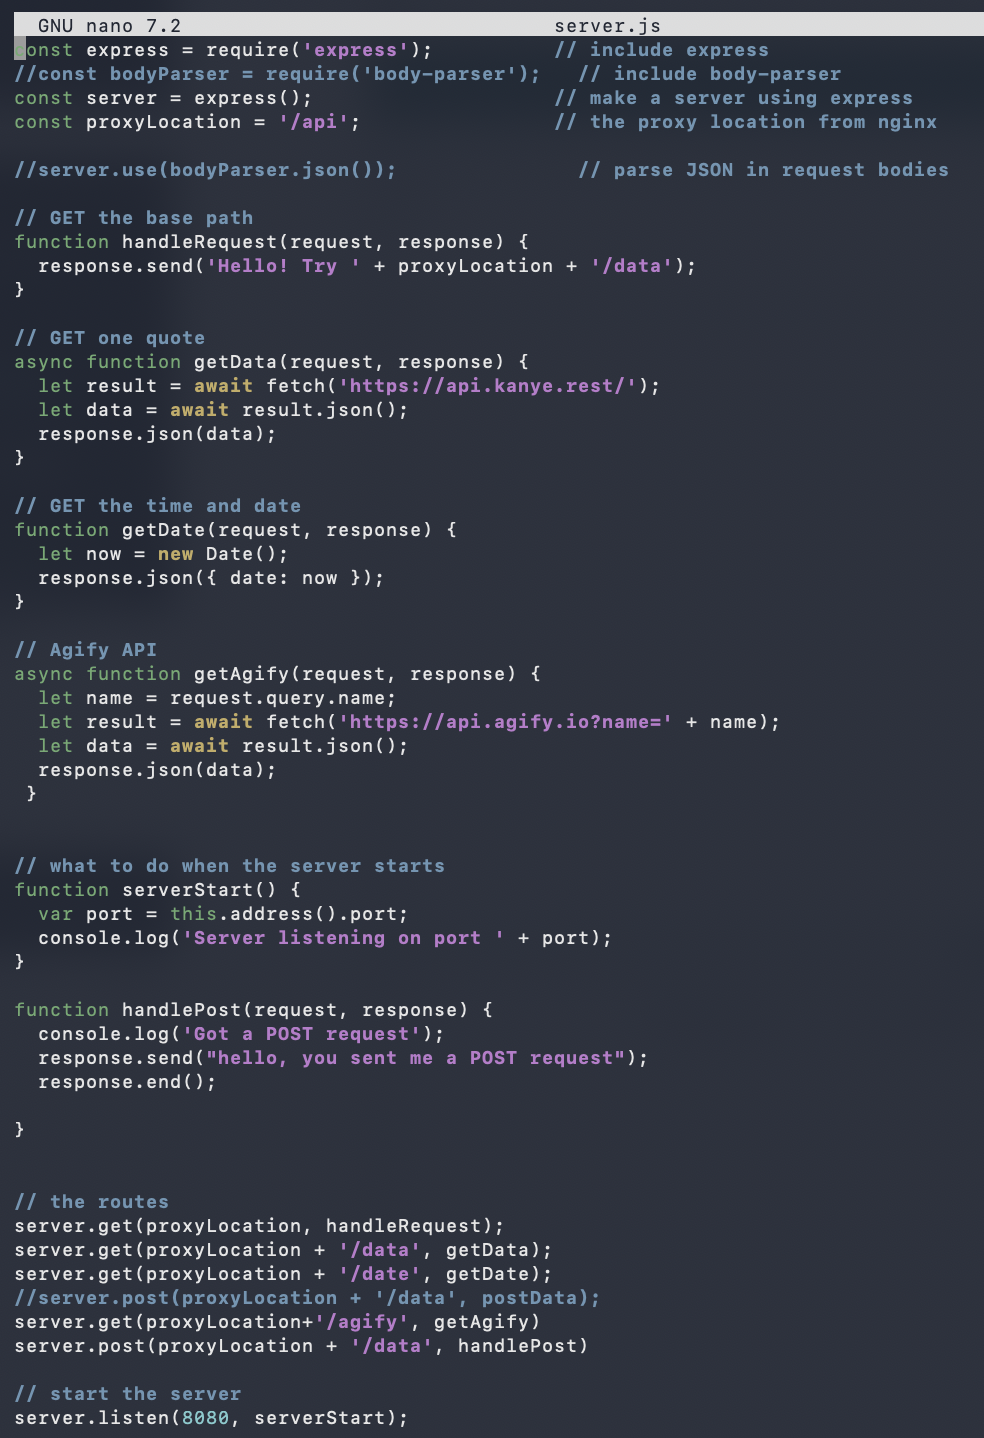 GNU nano 7.2                               server.js
const express = require('express');          // include express
//const bodyParser = require('body-parser');   // include body-parser
const server = express();                    // make a server using express
const proxyLocation = '/api';                // the proxy location from nginx

//server.use(bodyParser.json());               // parse JSON in request bodies

// GET the base path
function handleRequest(request, response) {
  response.send('Hello! Try ' + proxyLocation + '/data');
}

// GET one quote
async function getData(request, response) {
  let result = await fetch('https://api.kanye.rest/');
  let data = await result.json();
  response.json(data);
}

// GET the time and date
function getDate(request, response) {
  let now = new Date();
  response.json({ date: now });
}

// Agify API
async function getAgify(request, response) {
  let name = request.query.name;
  let result = await fetch('https://api.agify.io?name=' + name);
  let data = await result.json();
  response.json(data);
 }


// what to do when the server starts
function serverStart() {
  var port = this.address().port;
  console.log('Server listening on port ' + port);
}

function handlePost(request, response) {
  console.log('Got a POST request');
  response.send("hello, you sent me a POST request");
  response.end();

}


// the routes
server.get(proxyLocation, handleRequest);
server.get(proxyLocation + '/data', getData);
server.get(proxyLocation + '/date', getDate);
//server.post(proxyLocation + '/data', postData);
server.get(proxyLocation+'/agify', getAgify)
server.post(proxyLocation + '/data', handlePost)

// start the server
server.listen(8080, serverStart);